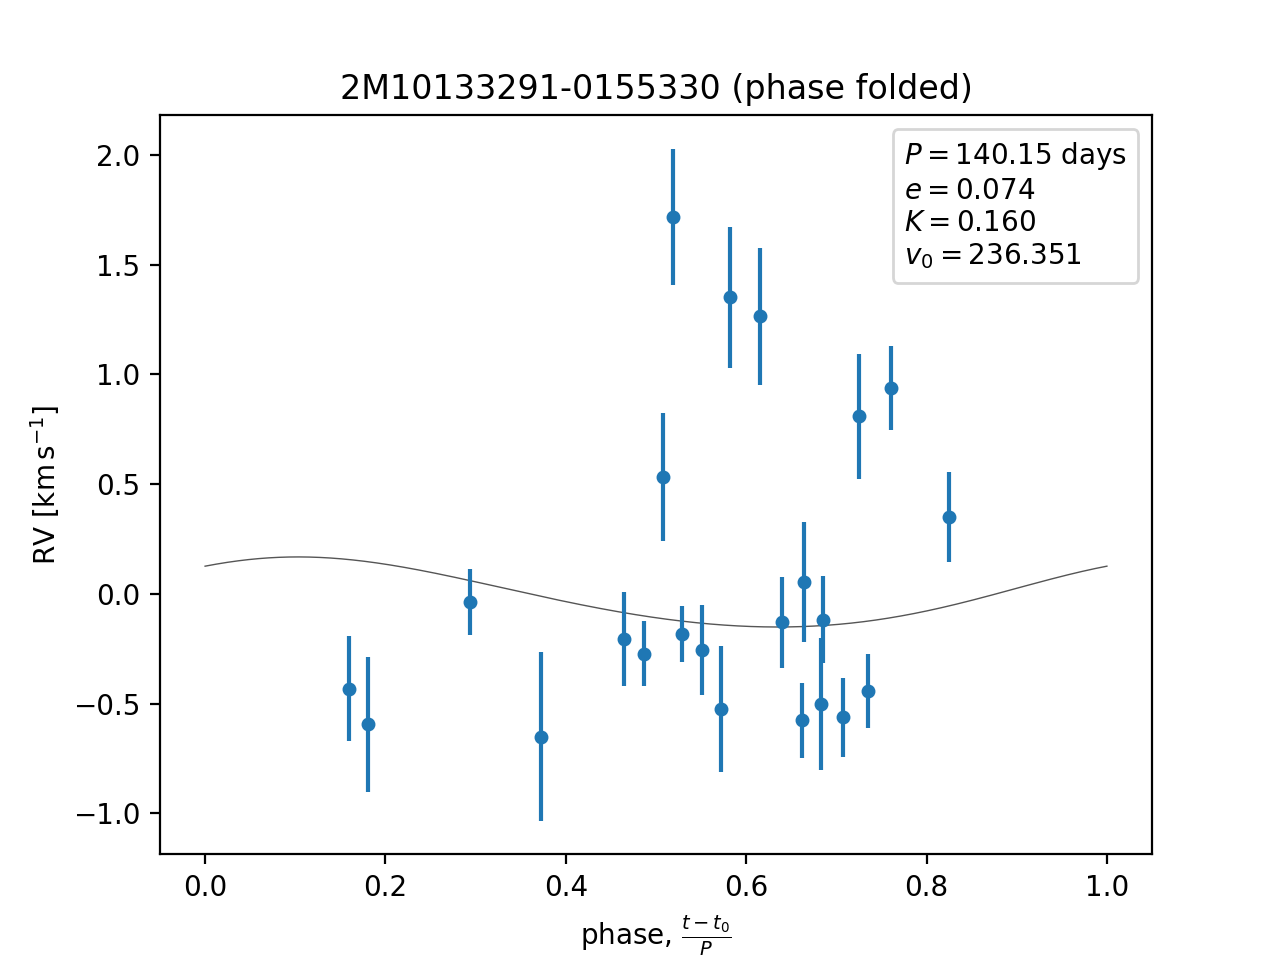 2M10133291-0155330 (phase folded)
P = 140.15 days
e = 0.074
K = 0.160
v₀ = 236.351
2.0
1.5
1.0
0.5
0.0
−0.5
−1.0
RV [km s⁻¹]
0.0 0.2 0.4 0.6 0.8 1.0
phase, (t − t₀)/P